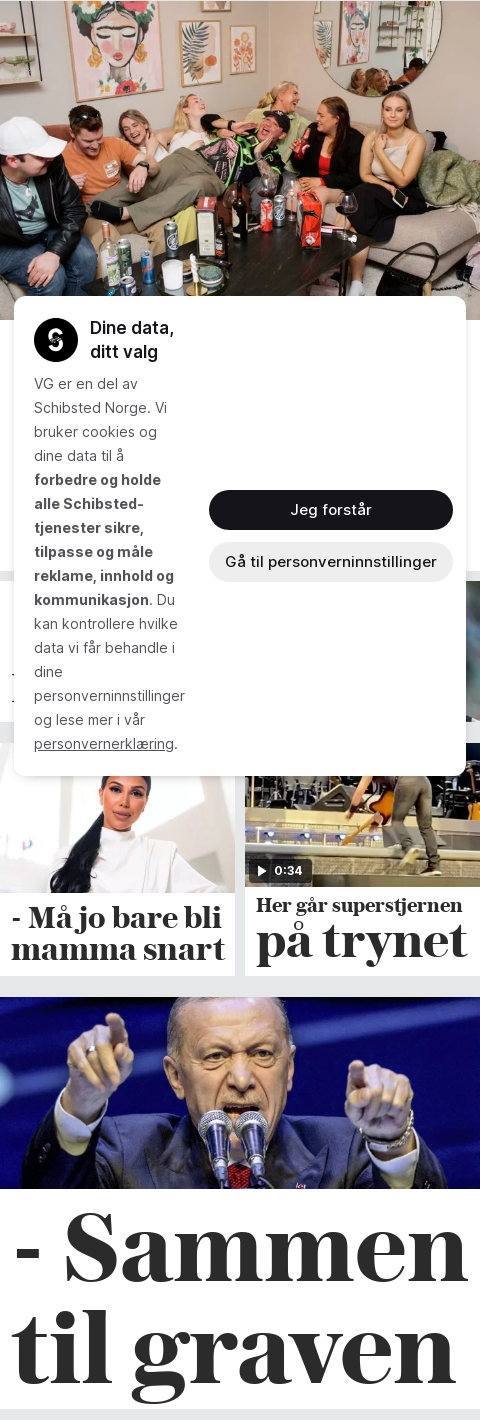 Dine data,
ditt valg
VG er en del av
Schibsted Norge. Vi
bruker cookies og
dine data til å
forbedre og holde
alle Schibsted-
tjenester sikre,
tilpasse og måle
reklame, innhold og
kommunikasjon. Du
kan kontrollere hvilke
data vi får behandle i
dine
personverninnstillinger
og lese mer i vår
personvernerklæring.
Jeg forstår
Gå til personverninnstillinger
0:34
- Må jo bare bli
mamma snart
Her går superstjernen
på trynet
- Sammen
til graven